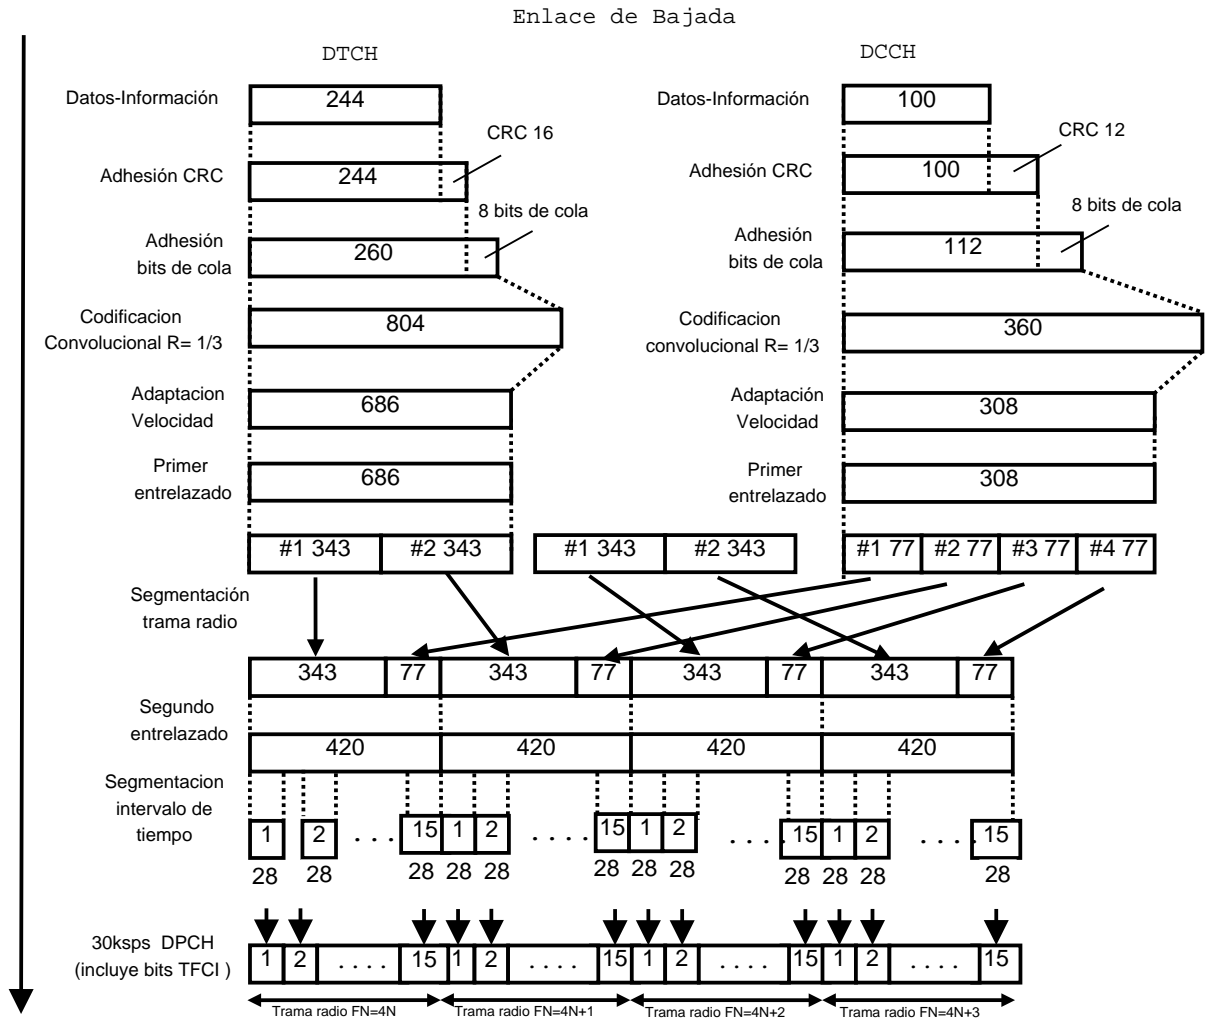 Enlace de Bajada
DTCH
DCCH
Datos-Información
244
Datos-Información
100
CRC 16
CRC 12
Adhesión CRC
244
Adhesión CRC
100
8 bits de cola
8 bits de cola
Adhesión
bits de cola
260
Adhesión
bits de cola
112
Codificacion
Convolucional R= 1/3
804
Codificacion
convolucional R= 1/3
360
Adaptacion
Velocidad
686
Adaptación
Velocidad
308
Primer
entrelazado
686
Primer
entrelazado
308
#1 343 #2 343 #1 343 #2 343 #1 77 #2 77 #3 77 #4 77
Segmentación
trama radio
343 77 343 77 343 77 343 77
Segundo
entrelazado
420 420 420 420
Segmentacion
intervalo de
tiempo
1 2 . . . . 15 1 2 . . . . 15 1 2 . . . . 15 1 2 . . . . 15
28 28 28 28 28 28 28 28 28 28 28 28
30ksps DPCH
(incluye bits TFCI )
1 2 . . . . 15 1 2 . . . . 15 1 2 . . . . 15 1 2 . . . . 15
Trama radio FN=4N Trama radio FN=4N+1 Trama radio FN=4N+2 Trama radio FN=4N+3